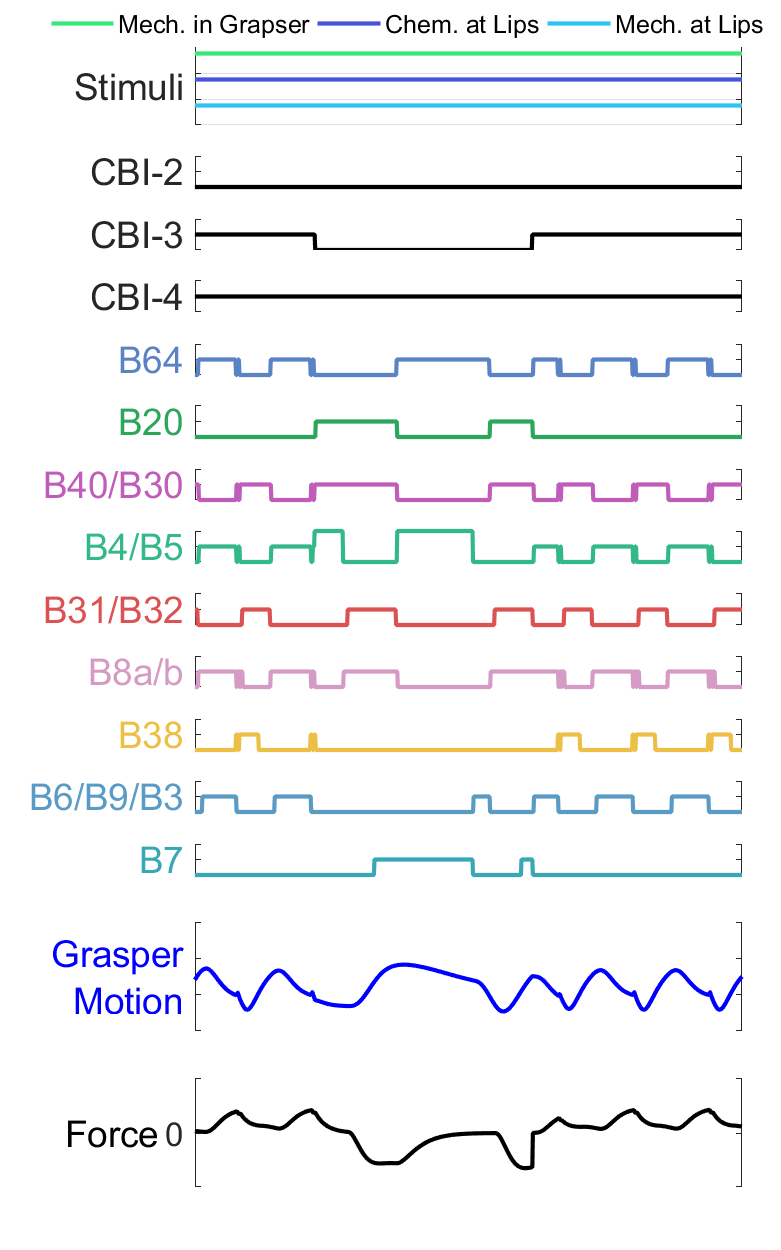 Mech. in Grapser Chem. at Lips Mech. at Lips
Stimuli
CBI-2
CBI-3
CBI-4
B64
B20
B40/B30
B4/B5
B31/B32
B8a/b
B38
B6/B9/B3
B7
Grasper
Motion
Force 0